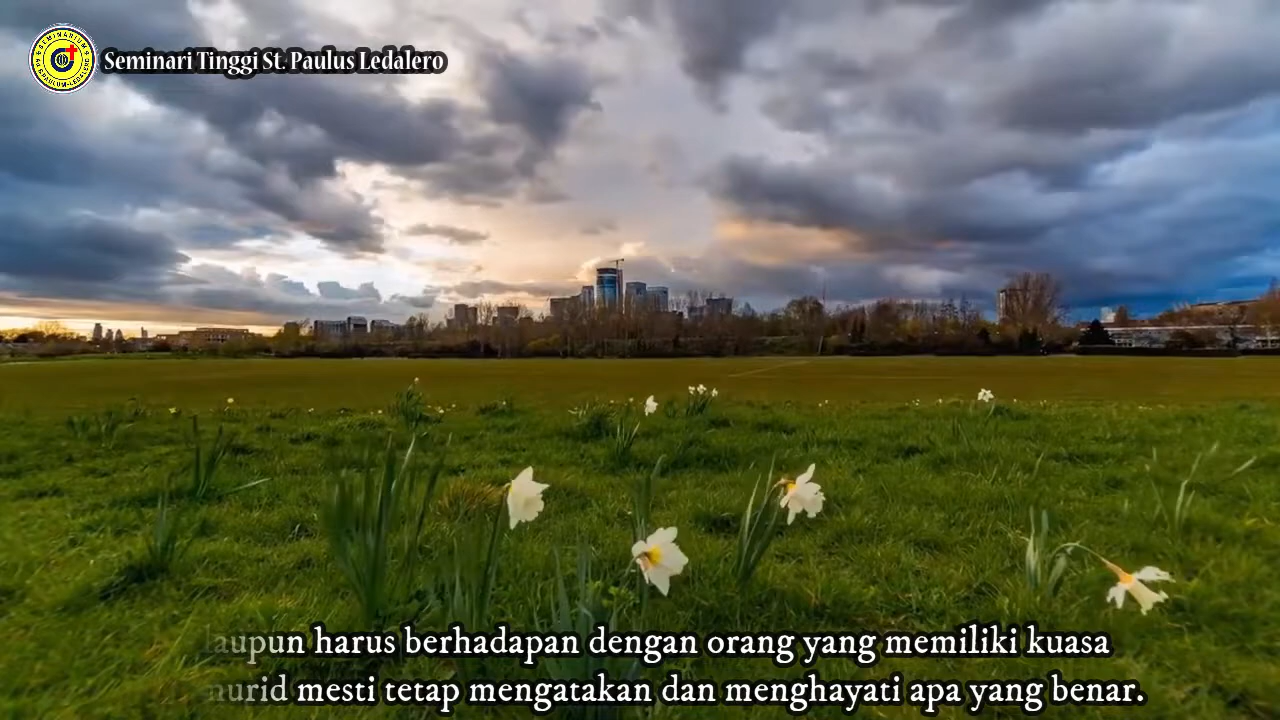 Seminari Tinggi St. Paulus Ledalero
harus berhadapan dengan orang yang memiliki kuasa
mesti tetap mengatakan dan menghayati apa yang benar.